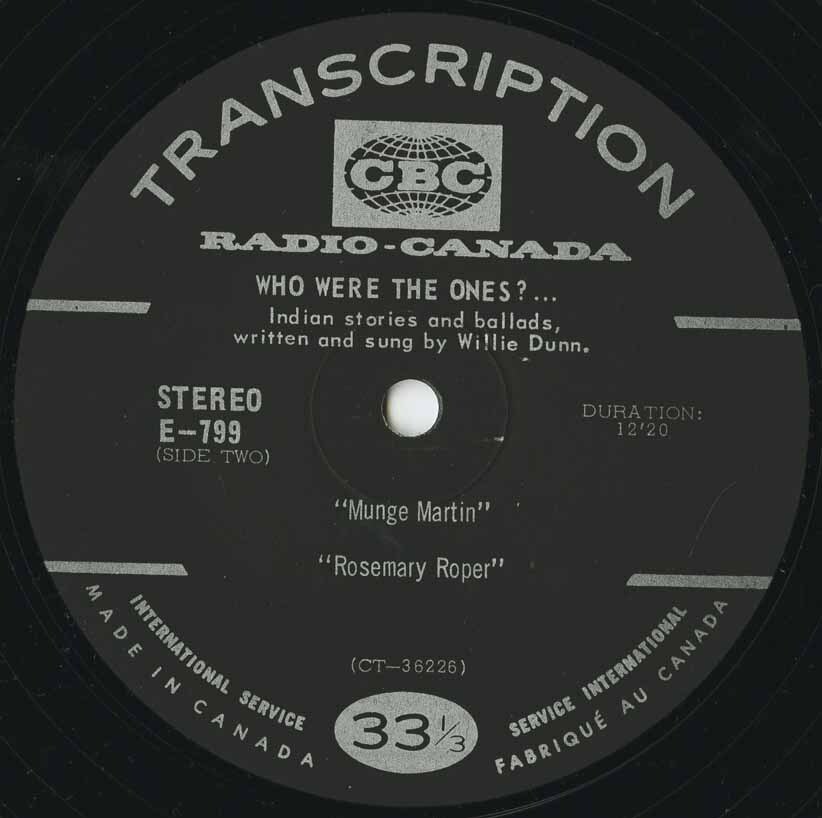 TRANSCRIPTION
CBC
RADIO-CANADA
WHO WERE THE ONES?...
Indian stories and ballads,
written and sung by Willie Dunn.
STEREO
E-799
(SIDE TWO)
DURATION:
12'20
"Munge Martin"
"Rosemary Roper"
(CT-36226)
INTERNATIONAL SERVICE
MADE IN CANADA
33 1/3
SERVICE INTERNATIONAL
FABRIQUÉ AU CANADA